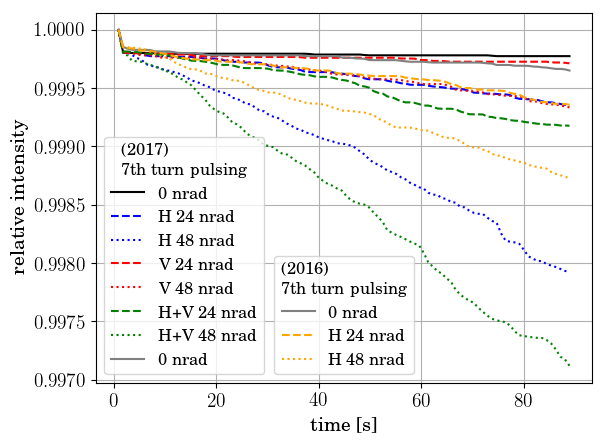 1.0000
0.9995
0.9990
0.9985
0.9980
0.9975
0.9970
relative intensity
(2017)
7th turn pulsing
0 nrad
H 24 nrad
H 48 nrad
V 24 nrad
V 48 nrad
H+V 24 nrad
H+V 48 nrad
0 nrad
(2016)
7th turn pulsing
0 nrad
H 24 nrad
H 48 nrad
0 20 40 60 80
time [s]